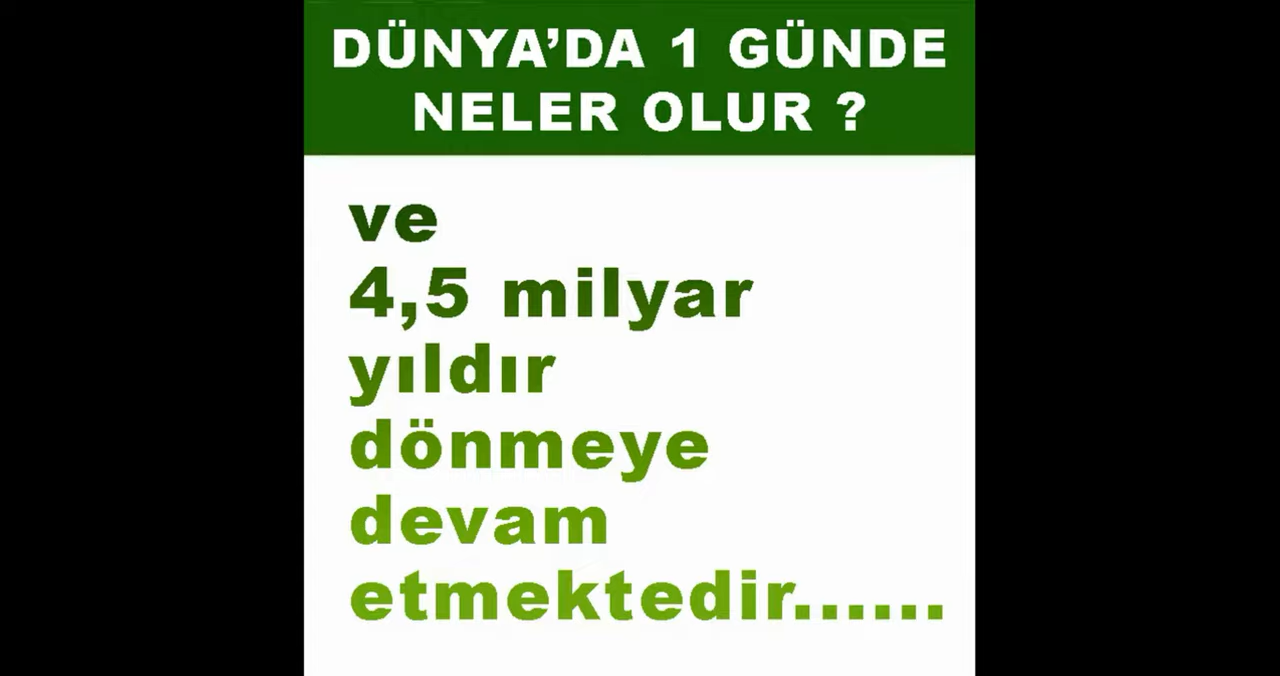 DÜNYA’DA 1 GÜNDE
NELER OLUR ?
ve
4,5 milyar
yıldır
dönmeye
devam
etmektedir......